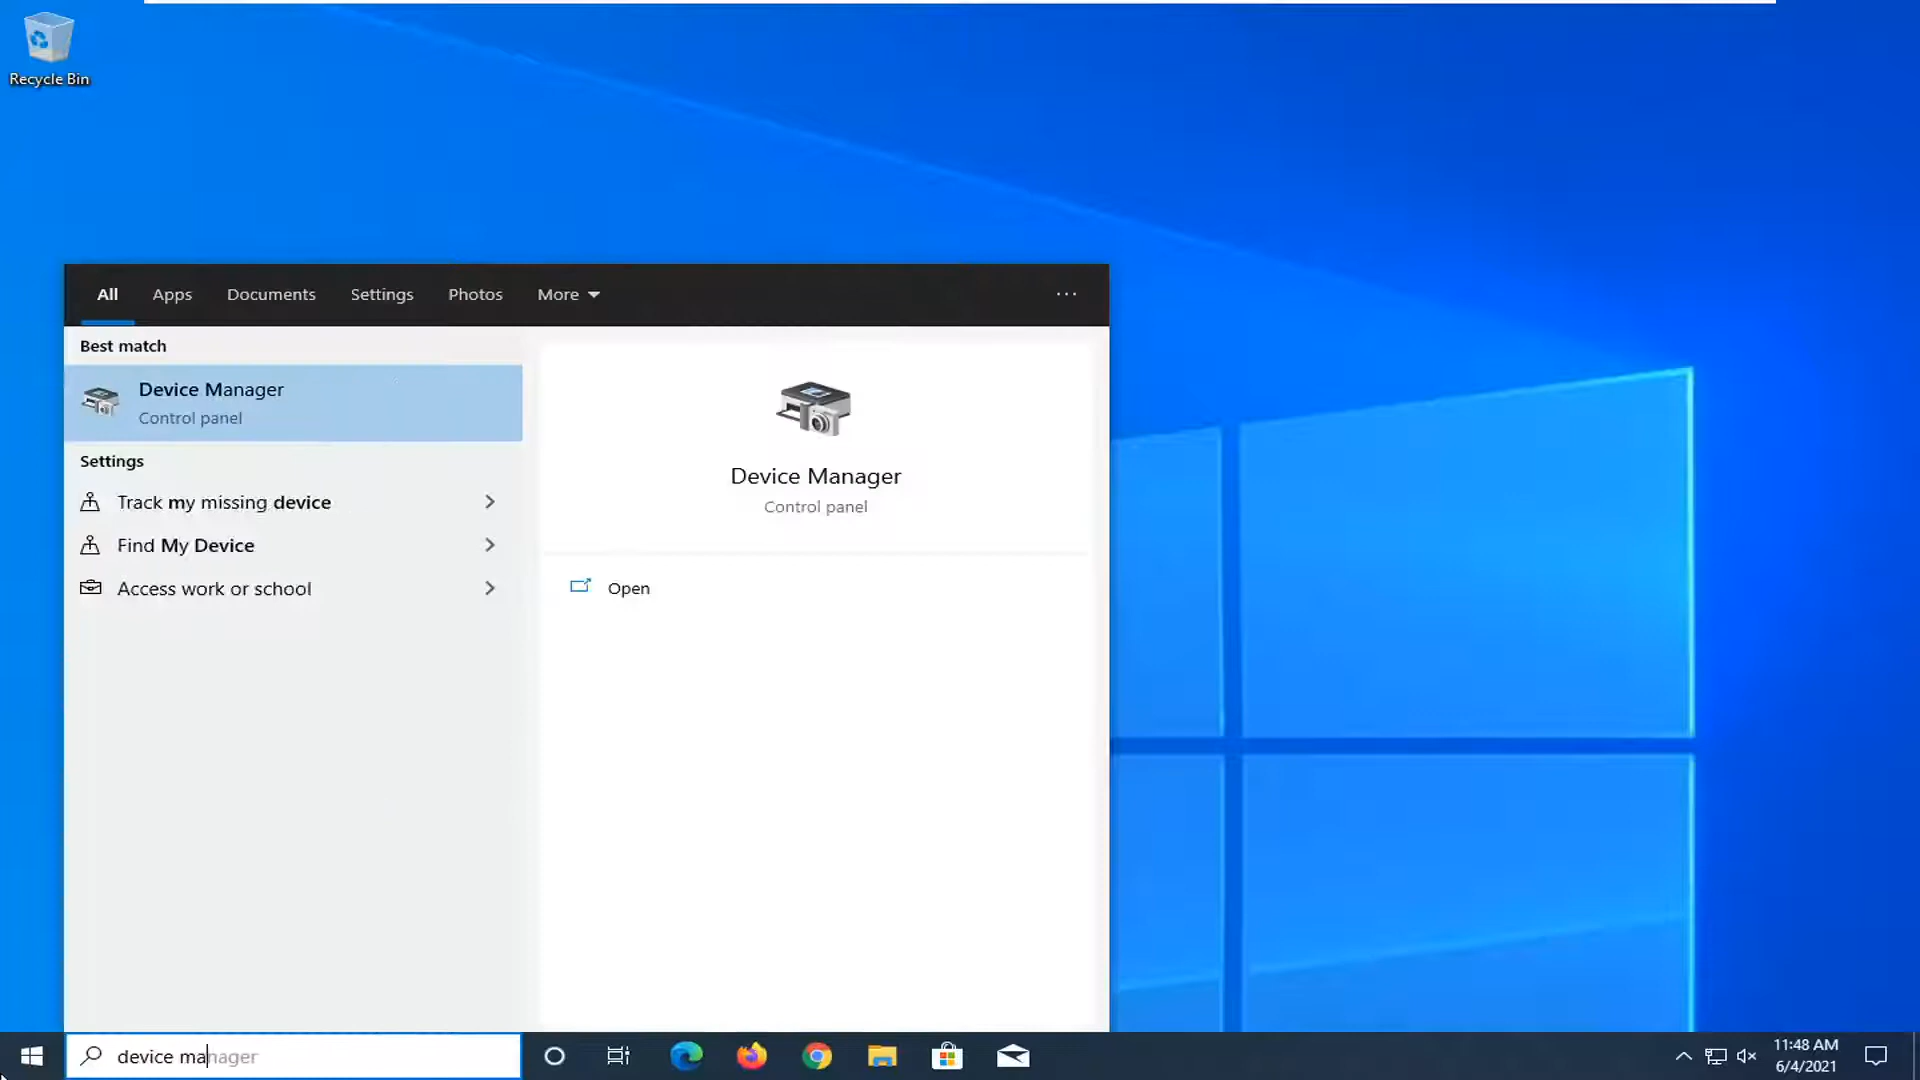 Recycle Bin
All Apps Documents Settings Photos More ...
Best match
Device Manager
Control panel
Settings
Track my missing device
Find My Device
Access work or school
Device Manager
Control panel
Open
device manager
11:48 AM
6/4/2021